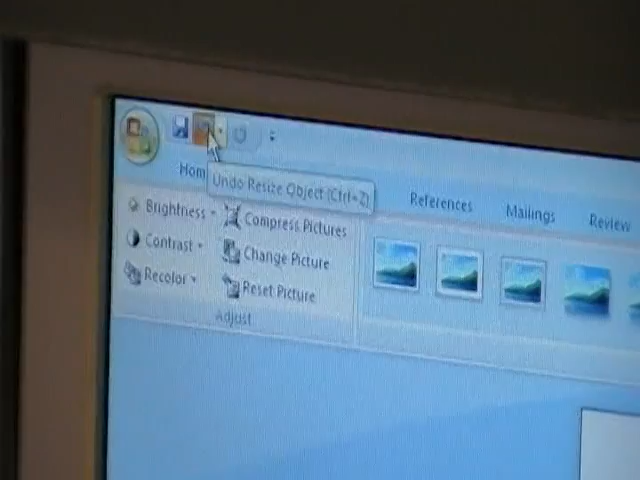 Hom
Undo Resize Object (Ctrl+Z)
References
Mailings
Review
Brightness
Compress Pictures
Contrast
Change Picture
Recolor
Reset Picture
Adjust